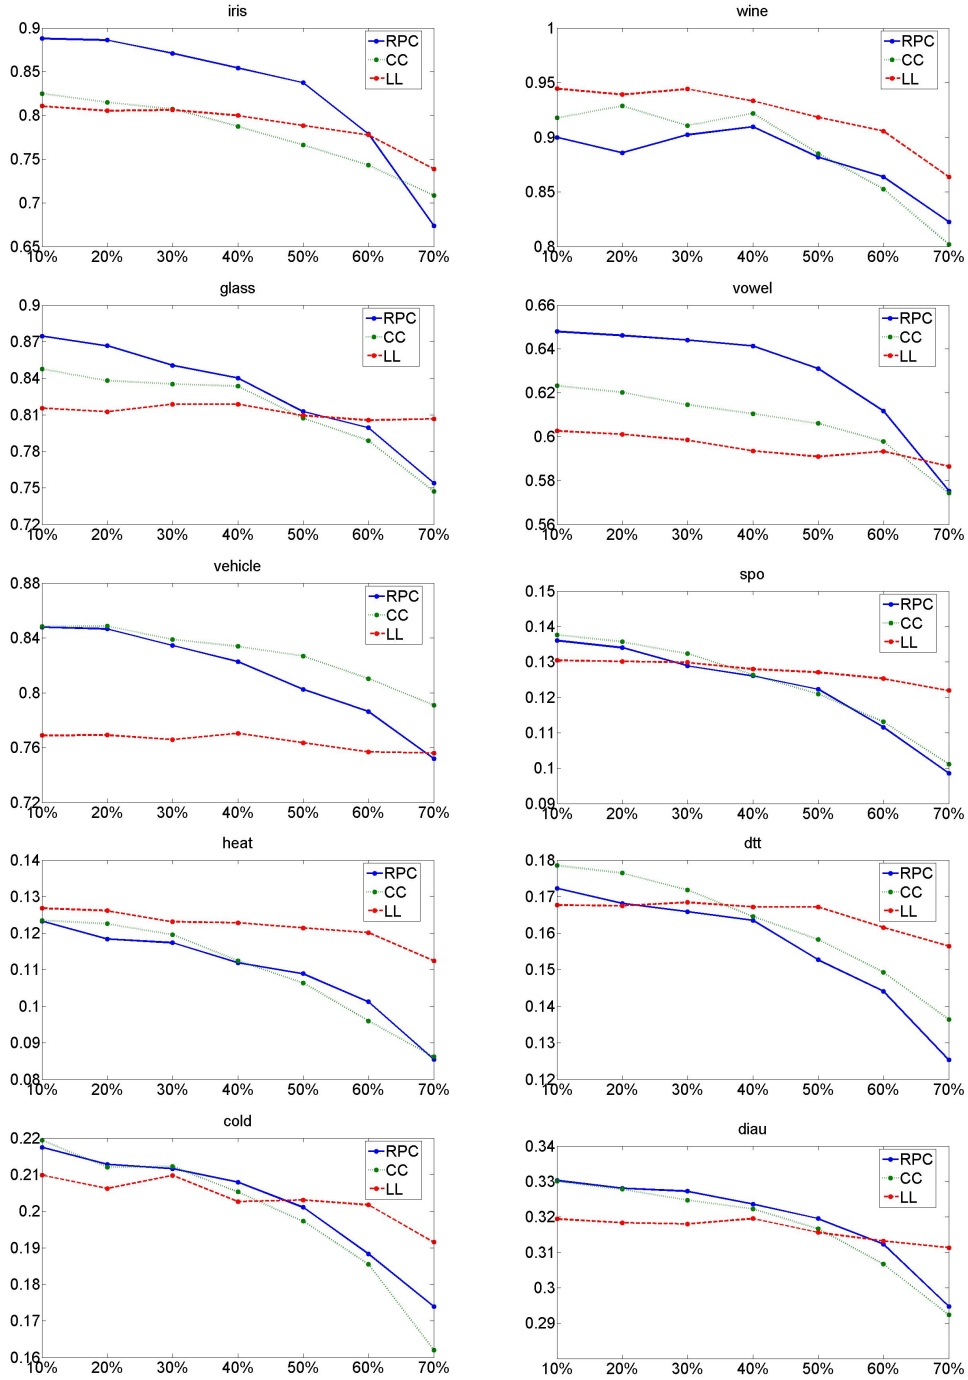 iris
0.9
0.85
0.8
0.75
0.7
0.65
10% 20% 30% 40% 50% 60% 70%
RPC
CC
LL
wine
1
0.95
0.9
0.85
0.8
10% 20% 30% 40% 50% 60% 70%
RPC
CC
LL
glass
0.9
0.87
0.84
0.81
0.78
0.75
0.72
10% 20% 30% 40% 50% 60% 70%
RPC
CC
LL
vowel
0.66
0.64
0.62
0.6
0.58
0.56
10% 20% 30% 40% 50% 60% 70%
RPC
CC
LL
vehicle
0.88
0.84
0.8
0.76
0.72
10% 20% 30% 40% 50% 60% 70%
RPC
CC
LL
spo
0.15
0.14
0.13
0.12
0.11
0.1
0.09
10% 20% 30% 40% 50% 60% 70%
RPC
CC
LL
heat
0.14
0.13
0.12
0.11
0.1
0.09
0.08
10% 20% 30% 40% 50% 60% 70%
RPC
CC
LL
dtt
0.18
0.17
0.16
0.15
0.14
0.13
0.12
10% 20% 30% 40% 50% 60% 70%
RPC
CC
LL
cold
0.22
0.21
0.2
0.19
0.18
0.17
0.16
10% 20% 30% 40% 50% 60% 70%
RPC
CC
LL
diau
0.34
0.33
0.32
0.31
0.3
0.29
10% 20% 30% 40% 50% 60% 70%
RPC
CC
LL